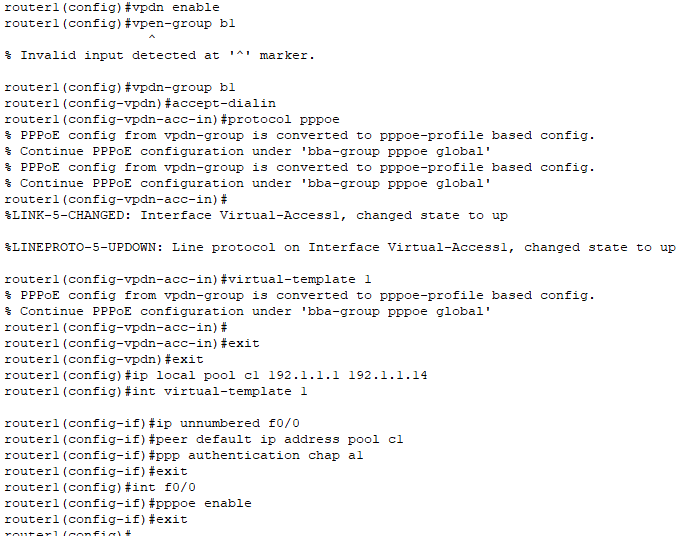 router1(config)#vpdn enable
router1(config)#vpen-group b1
^
% Invalid input detected at '^' marker.
router1(config)#vpdn-group b1
router1(config-vpdn)#accept-dialin
router1(config-vpdn-acc-in)#protocol pppoe
% PPPoE config from vpdn-group is converted to pppoe-profile based config.
% Continue PPPoE configuration under 'bba-group pppoe global'
% PPPoE config from vpdn-group is converted to pppoe-profile based config.
% Continue PPPoE configuration under 'bba-group pppoe global'
router1(config-vpdn-acc-in)#
%LINK-5-CHANGED: Interface Virtual-Access1, changed state to up
%LINEPROTO-5-UPDOWN: Line protocol on Interface Virtual-Access1, changed state to up
router1(config-vpdn-acc-in)#virtual-template 1
% PPPoE config from vpdn-group is converted to pppoe-profile based config.
% Continue PPPoE configuration under 'bba-group pppoe global'
router1(config-vpdn-acc-in)#
router1(config-vpdn-acc-in)#exit
router1(config-vpdn)#exit
router1(config)#ip local pool c1 192.1.1.1 192.1.1.14
router1(config)#int virtual-template 1
router1(config-if)#ip unnumbered f0/0
router1(config-if)#peer default ip address pool c1
router1(config-if)#ppp authentication chap a1
router1(config-if)#exit
router1(config)#int f0/0
router1(config-if)#pppoe enable
router1(config-if)#exit
router1(config)#